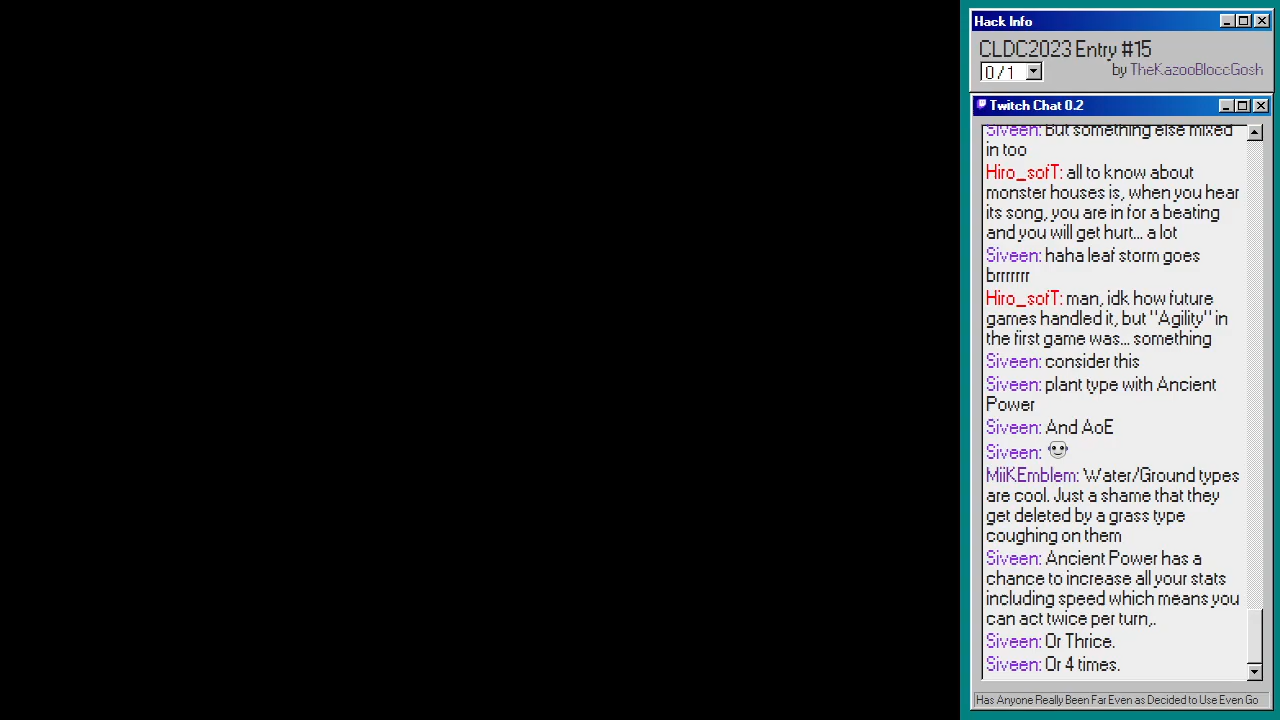 Hack Info
CLDC2023 Entry #15
0/1
by TheKazooBloccGosh
Twitch Chat 0.2
Siveen: But something else mixed
in too
Hiro_sofT: all to know about
monster houses is, when you hear
its song, you are in for a beating
and you will get hurt... a lot
Siveen: haha leaf storm goes
brrrrrrr
Hiro_sofT: man, idk how future
games handled it, but "Agility" in
the first game was... something
Siveen: consider this
Siveen: plant type with Ancient
Power
Siveen: And AoE
Siveen:
MiiKEmblem: Water/Ground types
are cool. Just a shame that they
get deleted by a grass type
coughing on them
Siveen: Ancient Power has a
chance to increase all your stats
including speed which means you
can act twice per turn,.
Siveen: Or Thrice.
Siveen: Or 4 times.
Has Anyone Really Been Far Even as Decided to Use Even Go